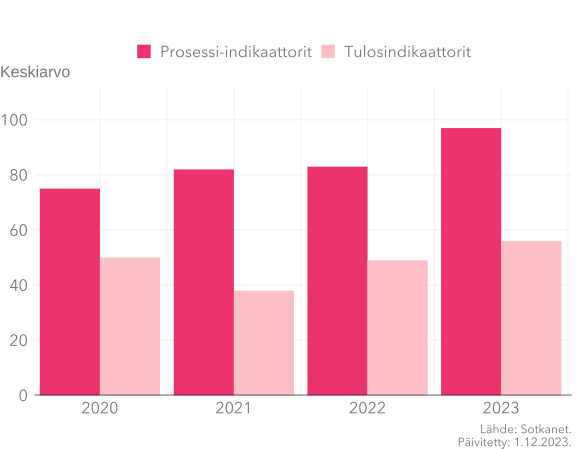 Prosessi-indikaattorit Tulosindikaattorit
Keskiarvo
100
80
60
40
20
0
2020 2021 2022 2023
Lähde: Sotkanet.
Päivitetty: 1.12.2023.